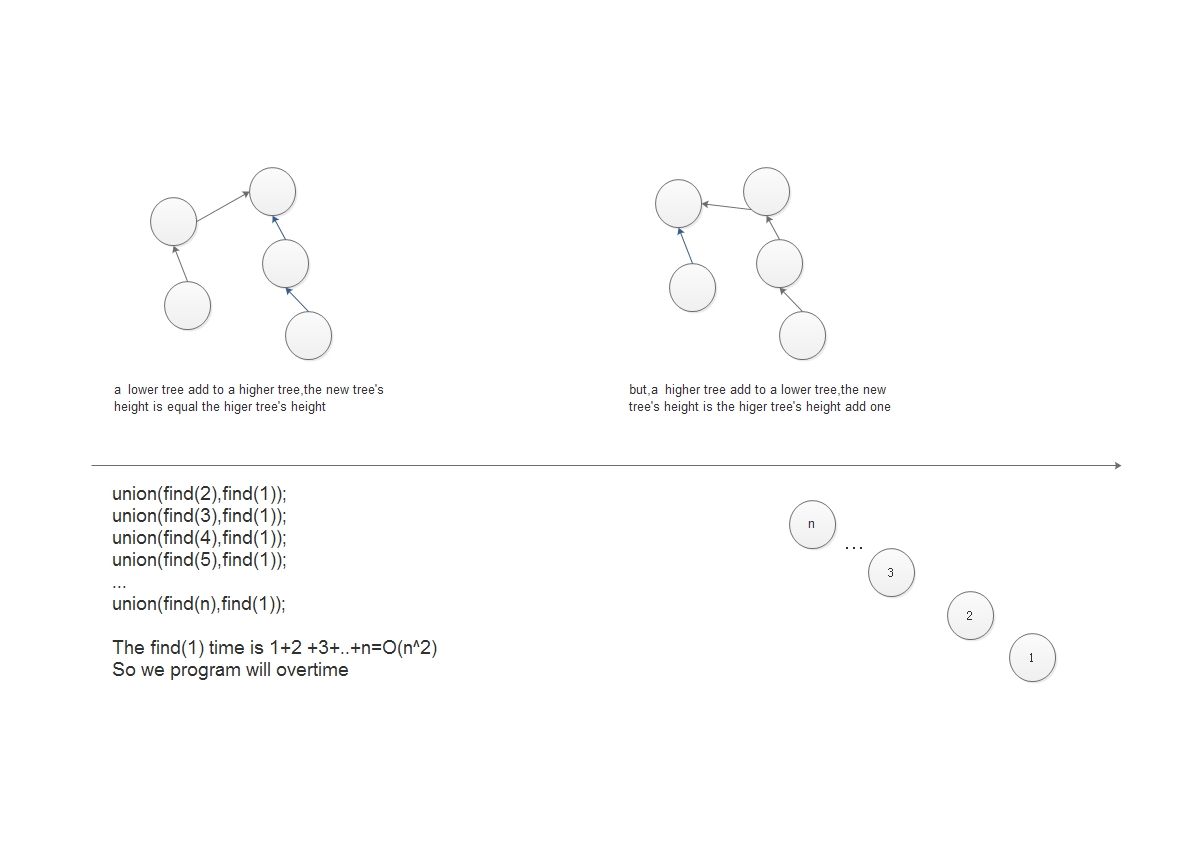 a  lower tree add to a higher tree,the new tree's
height is equal the higer tree's height
but,a  higher tree add to a lower tree,the new
tree's height is the higer tree's height add one
union(find(2),find(1));
union(find(3),find(1));
union(find(4),find(1));
union(find(5),find(1));
...
union(find(n),find(1));
The find(1) time is 1+2 +3+..+n=O(n^2)
So we program will overtime
n
...
3
2
1